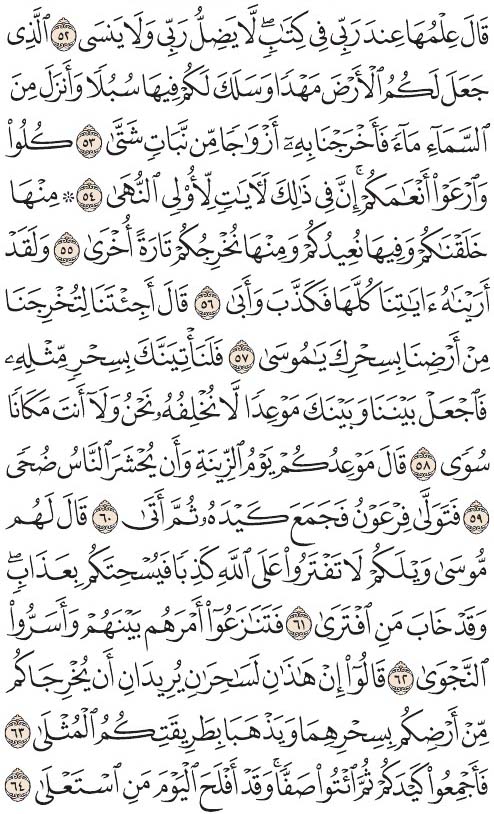 قَالَ عِلْمُهَا عِندَ رَبِّي فِي كِتَٰبٖۖ لَّا يَضِلُّ رَبِّي وَلَا يَنسَى ٥٢ ٱلَّذِي
جَعَلَ لَكُمُ ٱلْأَرْضَ مَهْدٗا وَسَلَكَ لَكُمْ فِيهَا سُبُلٗا وَأَنزَلَ مِنَ
ٱلسَّمَآءِ مَآءٗ فَأَخْرَجْنَا بِهِۦٓ أَزْوَٰجٗا مِّن نَّبَاتٖ شَتَّىٰ ٥٣ كُلُوا۟
وَٱرْعَوْا۟ أَنْعَٰمَكُمْۚ إِنَّ فِي ذَٰلِكَ لَأٓيَٰتٖ لِّأُو۟لِي ٱلنُّهَىٰ ٥٤ ۞ مِنْهَا
خَلَقْنَٰكُمْ وَفِيهَا نُعِيدُكُمْ وَمِنْهَا نُخْرِجُكُمْ تَارَةً أُخْرَىٰ ٥٥ وَلَقَدْ
أَرَيْنَٰهُ ءَايَٰتِنَا كُلَّهَا فَكَذَّبَ وَأَبَىٰ ٥٦ قَالَ أَجِئْتَنَا لِتُخْرِجَنَا
مِنْ أَرْضِنَا بِسِحْرِكَ يَٰمُوسَىٰ ٥٧ فَلَنَأْتِيَنَّكَ بِسِحْرٖ مِّثْلِهِۦ
فَٱجْعَلْ بَيْنَنَا وَبَيْنَكَ مَوْعِدٗا لَّا نُخْلِفُهُۥ نَحْنُ وَلَآ أَنتَ مَكَانٗا
سُوٗى ٥٨ قَالَ مَوْعِدُكُمْ يَوْمُ ٱلزِّينَةِ وَأَن يُحْشَرَ ٱلنَّاسُ ضُحٗى
٥٩ فَتَوَلَّىٰ فِرْعَوْنُ فَجَمَعَ كَيْدَهُۥ ثُمَّ أَتَىٰ ٦٠ قَالَ لَهُم
مُّوسَىٰ وَيْلَكُمْ لَا تَفْتَرُوا۟ عَلَى ٱللَّهِ كَذِبٗا فَيُسْحِتَكُم بِعَذَابٖۖ
وَقَدْ خَابَ مَنِ ٱفْتَرَىٰ ٦١ فَتَنَٰزَعُوٓا۟ أَمْرَهُم بَيْنَهُمْ وَأَسَرُّوا۟
ٱلنَّجْوَىٰ ٦٢ قَالُوٓا۟ إِنْ هَٰذَٰنِ لَسَٰحِرَٰنِ يُرِيدَانِ أَن يُخْرِجَاكُم
مِّنْ أَرْضِكُم بِسِحْرِهِمَا وَيَذْهَبَا بِطَرِيقَتِكُمُ ٱلْمُثْلَىٰ ٦٣
فَأَجْمِعُوا۟ كَيْدَكُمْ ثُمَّ ٱئْتُوا۟ صَفّٗاۚ وَقَدْ أَفْلَحَ ٱلْيَوْمَ مَنِ ٱسْتَعْلَىٰ ٦٤